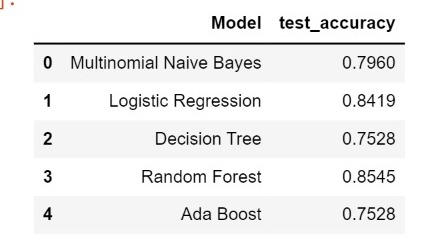 Model test_accuracy
0 Multinomial Naive Bayes 0.7960
1 Logistic Regression 0.8419
2 Decision Tree 0.7528
3 Random Forest 0.8545
4 Ada Boost 0.7528